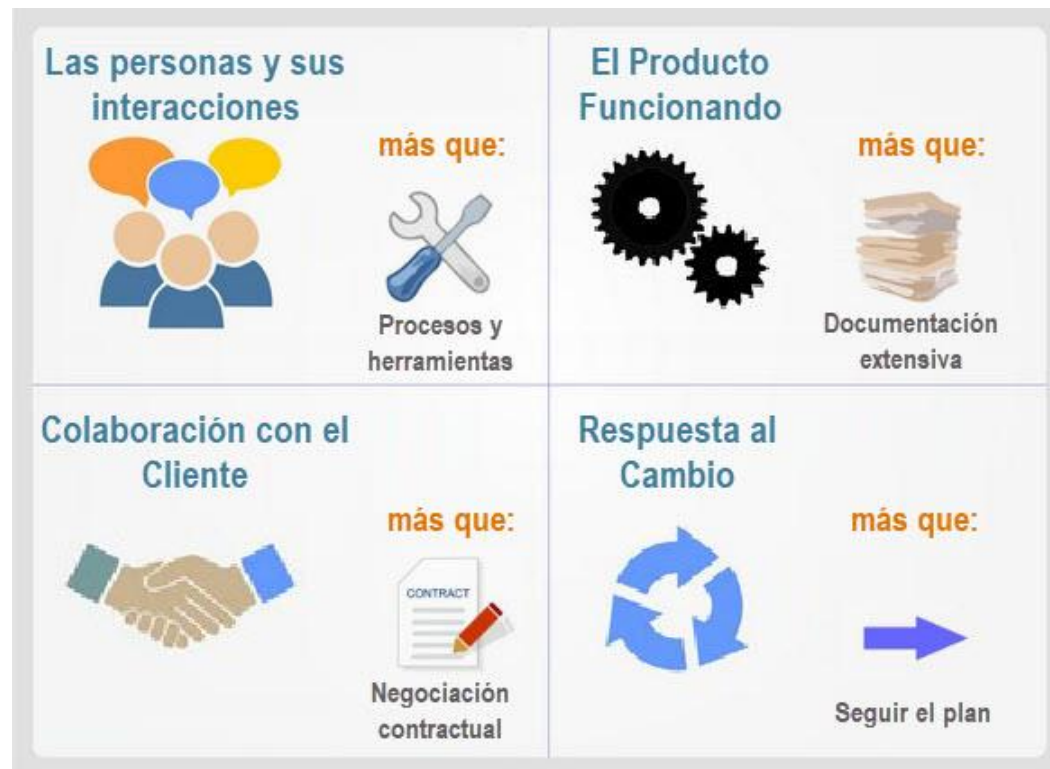 Las personas y sus
interacciones
más que:
Procesos y
herramientas
El Producto
Funcionando
más que:
Documentación
extensiva
Colaboración con el
Cliente
más que:
CONTRACT
Negociación
contractual
Respuesta al
Cambio
más que:
Seguir el plan